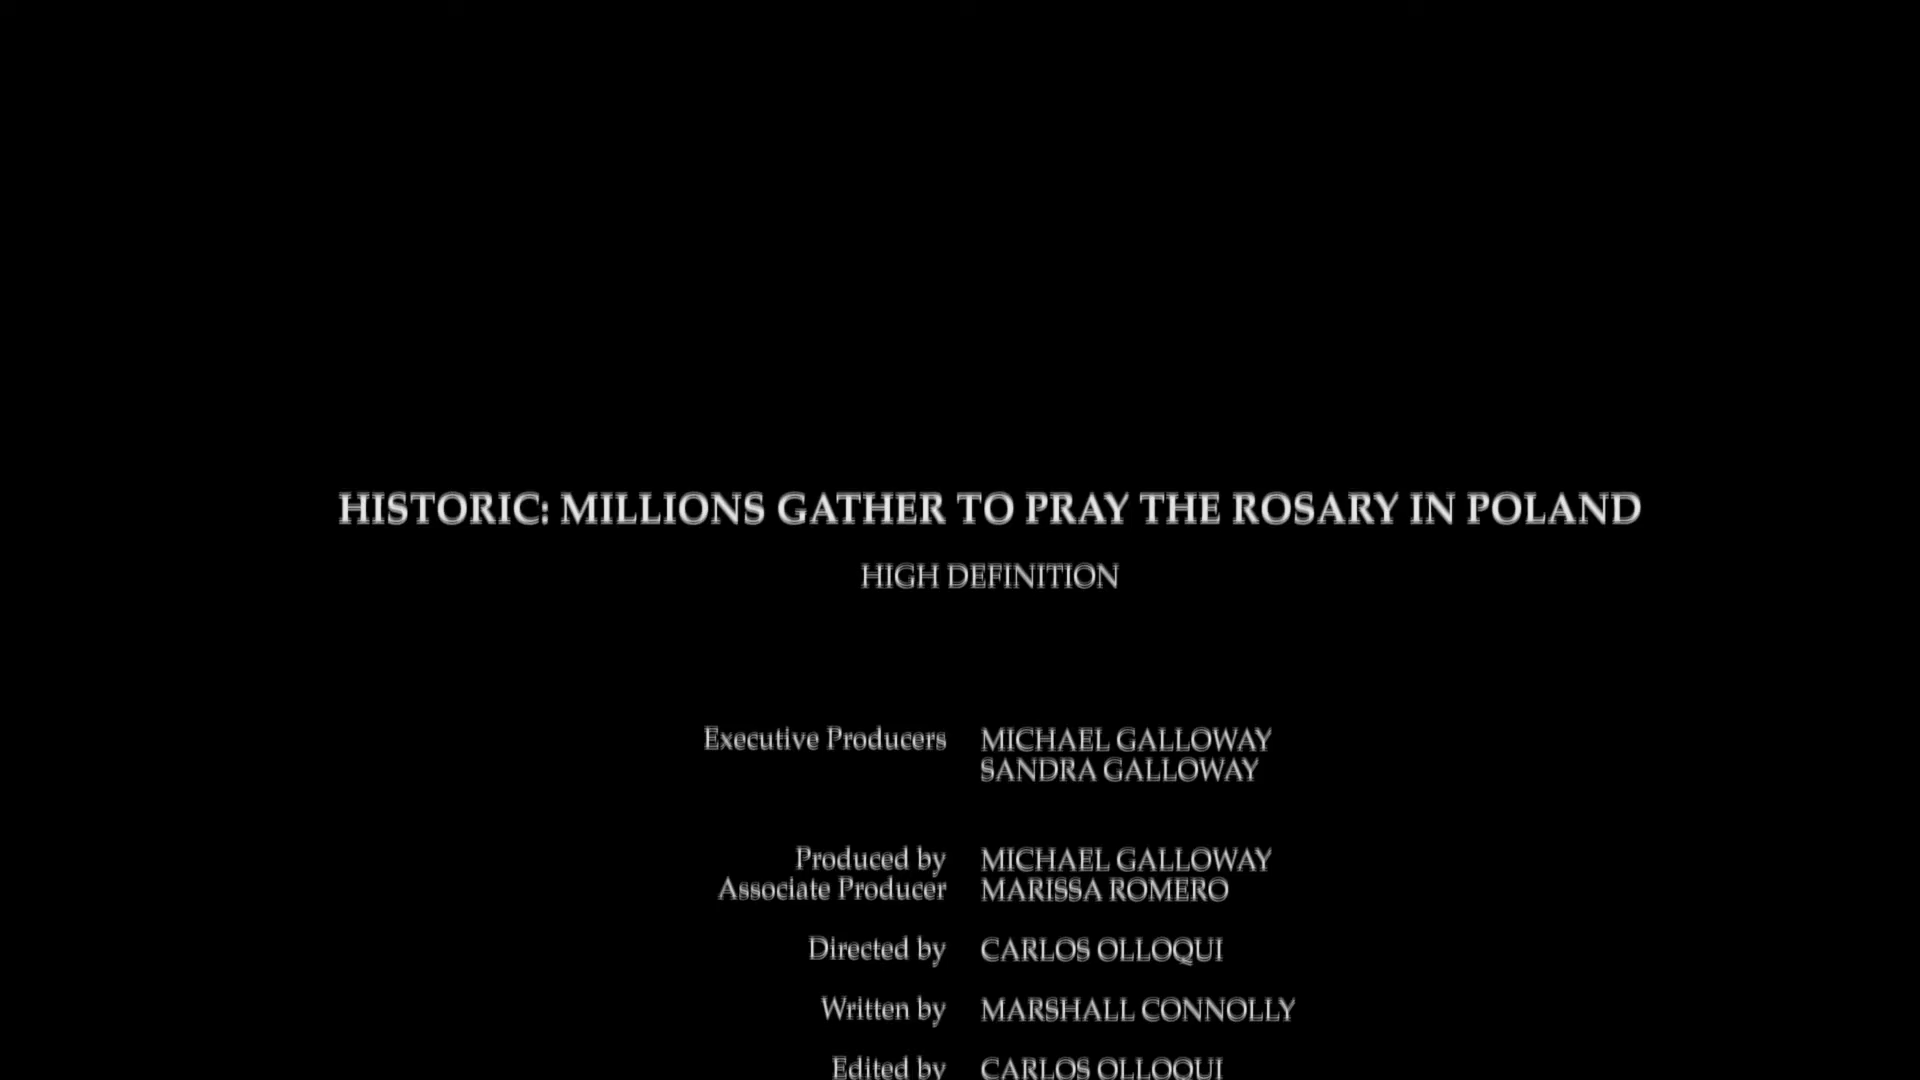 HISTORIC: MILLIONS GATHER TO PRAY THE ROSARY IN POLAND
HIGH DEFINITION
Executive Producers MICHAEL GALLOWAY
SANDRA GALLOWAY
Produced by MICHAEL GALLOWAY
Associate Producer MARISSA ROMERO
Directed by CARLOS OLLOQUI
Written by MARSHALL CONNOLLY
Edited by CARLOS OLLOQUI